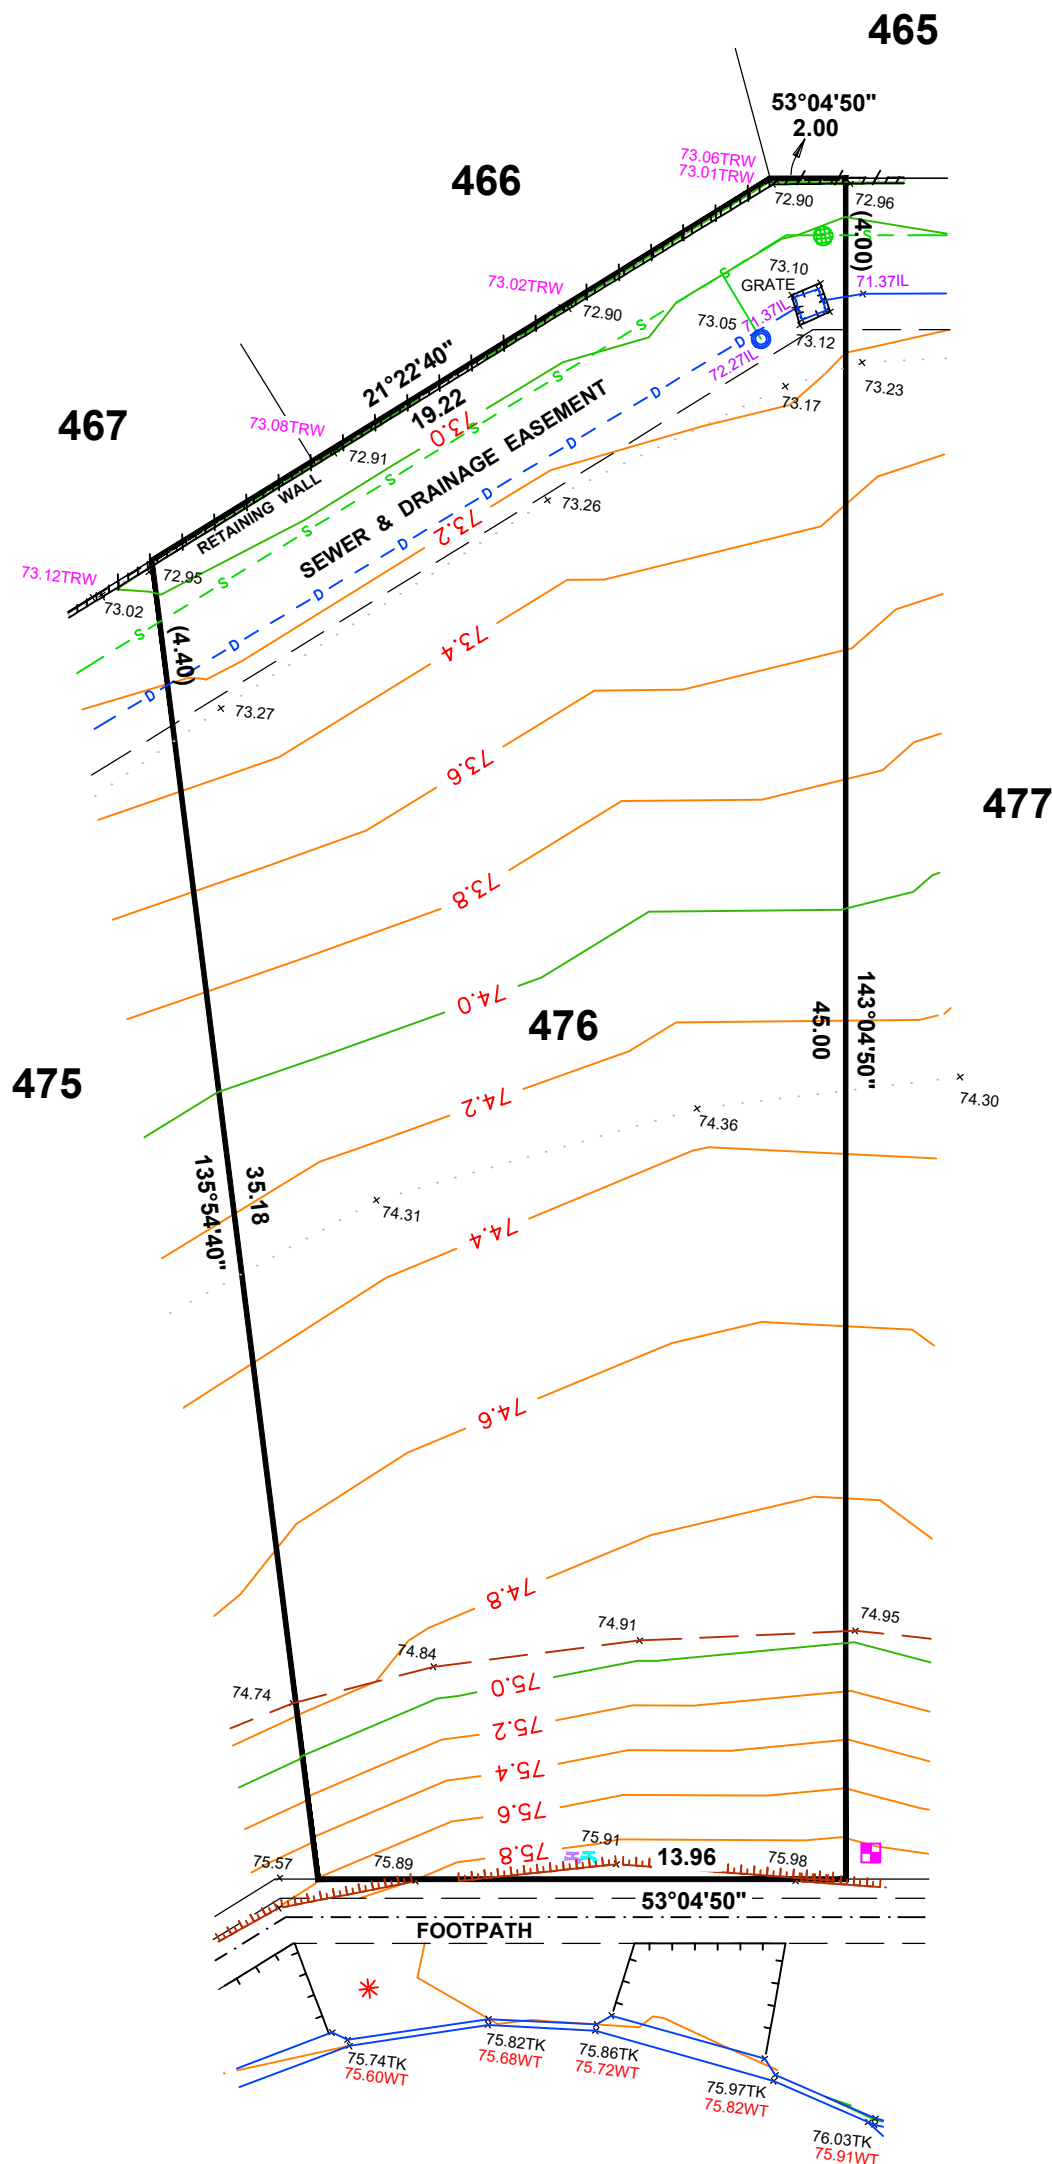 465
53°04'50"
2.00
73.06TRW
73.01TRW
466
72.90
72.96
(4.00)
S
73.10
GRATE
71.37IL
73.02TRW
72.90
S
S
73.05
71.37IL
D
73.12
72.27IL
73.23
73.17
21°22'40"
19.22
73.0
S
D
467
73.08TRW
72.91
S
S
RETAINING WALL
SEWER & DRAINAGE EASEMENT
D
D
D
73.2
73.26
S
S
73.12TRW
72.95
73.02
S
D
D
D
(4.40)
73.4
73.27
73.6
477
73.8
74.0
476
45.00
143°04'50"
475
74.2
74.30
74.36
35.18
135°54'40"
74.31
74.4
74.6
74.8
74.91
74.95
74.84
74.74
75.0
75.2
75.4
75.6
75.8
75.91
75.57
75.89
13.96
75.98
53°04'50"
FOOTPATH
75.82TK
75.68WT
75.86TK
75.72WT
75.74TK
75.60WT
75.97TK
75.82WT
76.03TK
75.91WT